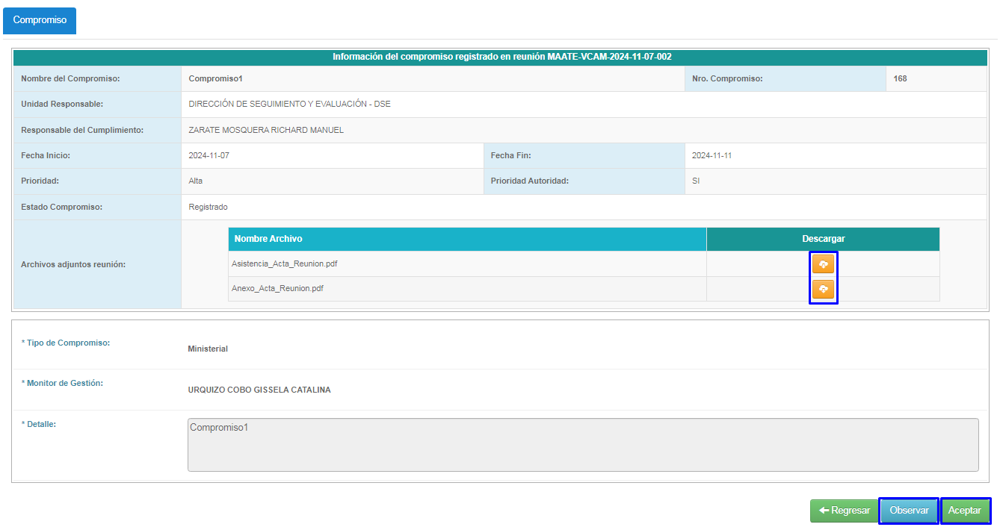 Compromiso
Información del compromiso registrado en reunión MAATE-VCAM-2024-11-07-002
Nombre del Compromiso: Compromiso1 Nro. Compromiso: 168
Unidad Responsable: DIRECCIÓN DE SEGUIMIENTO Y EVALUACIÓN - DSE
Responsable del Cumplimiento: ZARATE MOSQUERA RICHARD MANUEL
Fecha Inicio: 2024-11-07 Fecha Fin: 2024-11-11
Prioridad: Alta Prioridad Autoridad: SI
Estado Compromiso: Registrado
Archivos adjuntos reunión:
Nombre Archivo Descargar
Asistencia_Acta_Reunion.pdf
Anexo_Acta_Reunion.pdf
* Tipo de Compromiso: Ministerial
* Monitor de Gestión: URQUIZO COBO GISSELA CATALINA
* Detalle: Compromiso1
Regresar Observar Aceptar